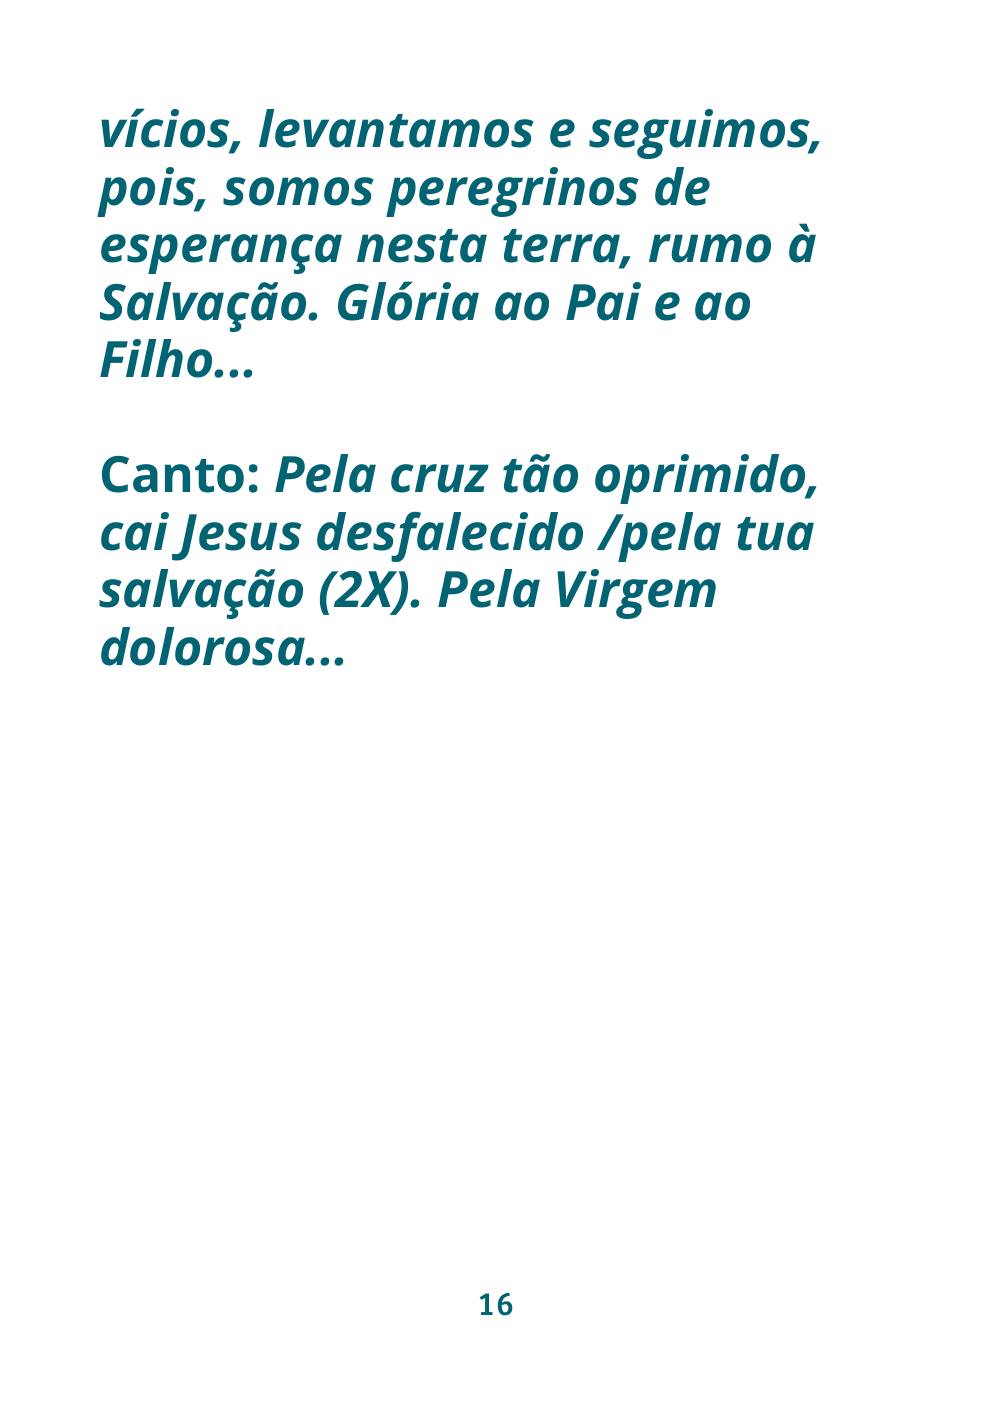 vícios, levantamos e seguimos,
pois, somos peregrinos de
esperança nesta terra, rumo à
Salvação. Glória ao Pai e ao
Filho...
Canto: Pela cruz tão oprimido,
cai Jesus desfalecido /pela tua
salvação (2X). Pela Virgem
dolorosa...
16